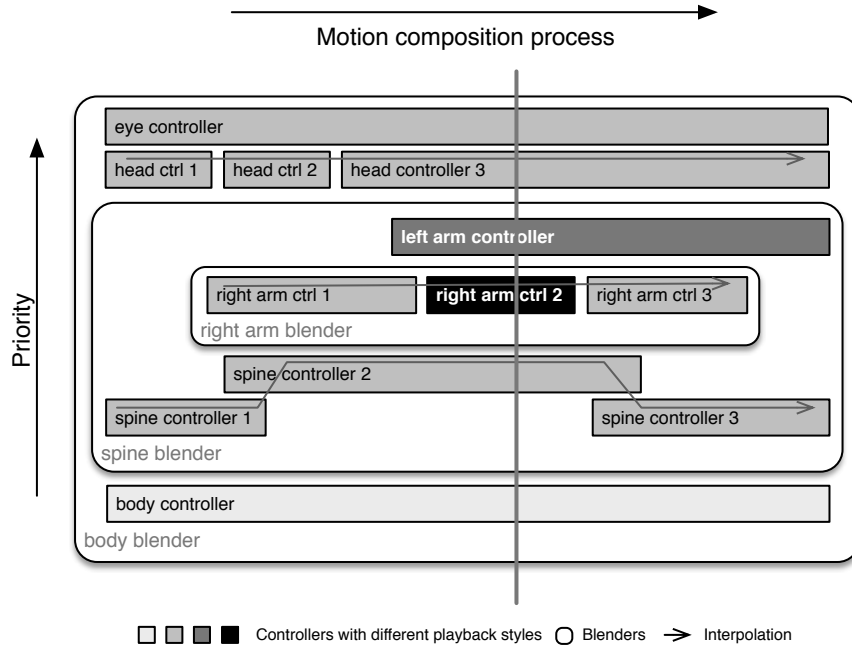 Motion composition process
Priority
eye controller
head ctrl 1 head ctrl 2 head controller 3
left arm controller
right arm ctrl 1 right arm ctrl 2 right arm ctrl 3
right arm blender
spine controller 2
spine controller 1 spine controller 3
spine blender
body controller
body blender
Controllers with different playback styles Blenders Interpolation